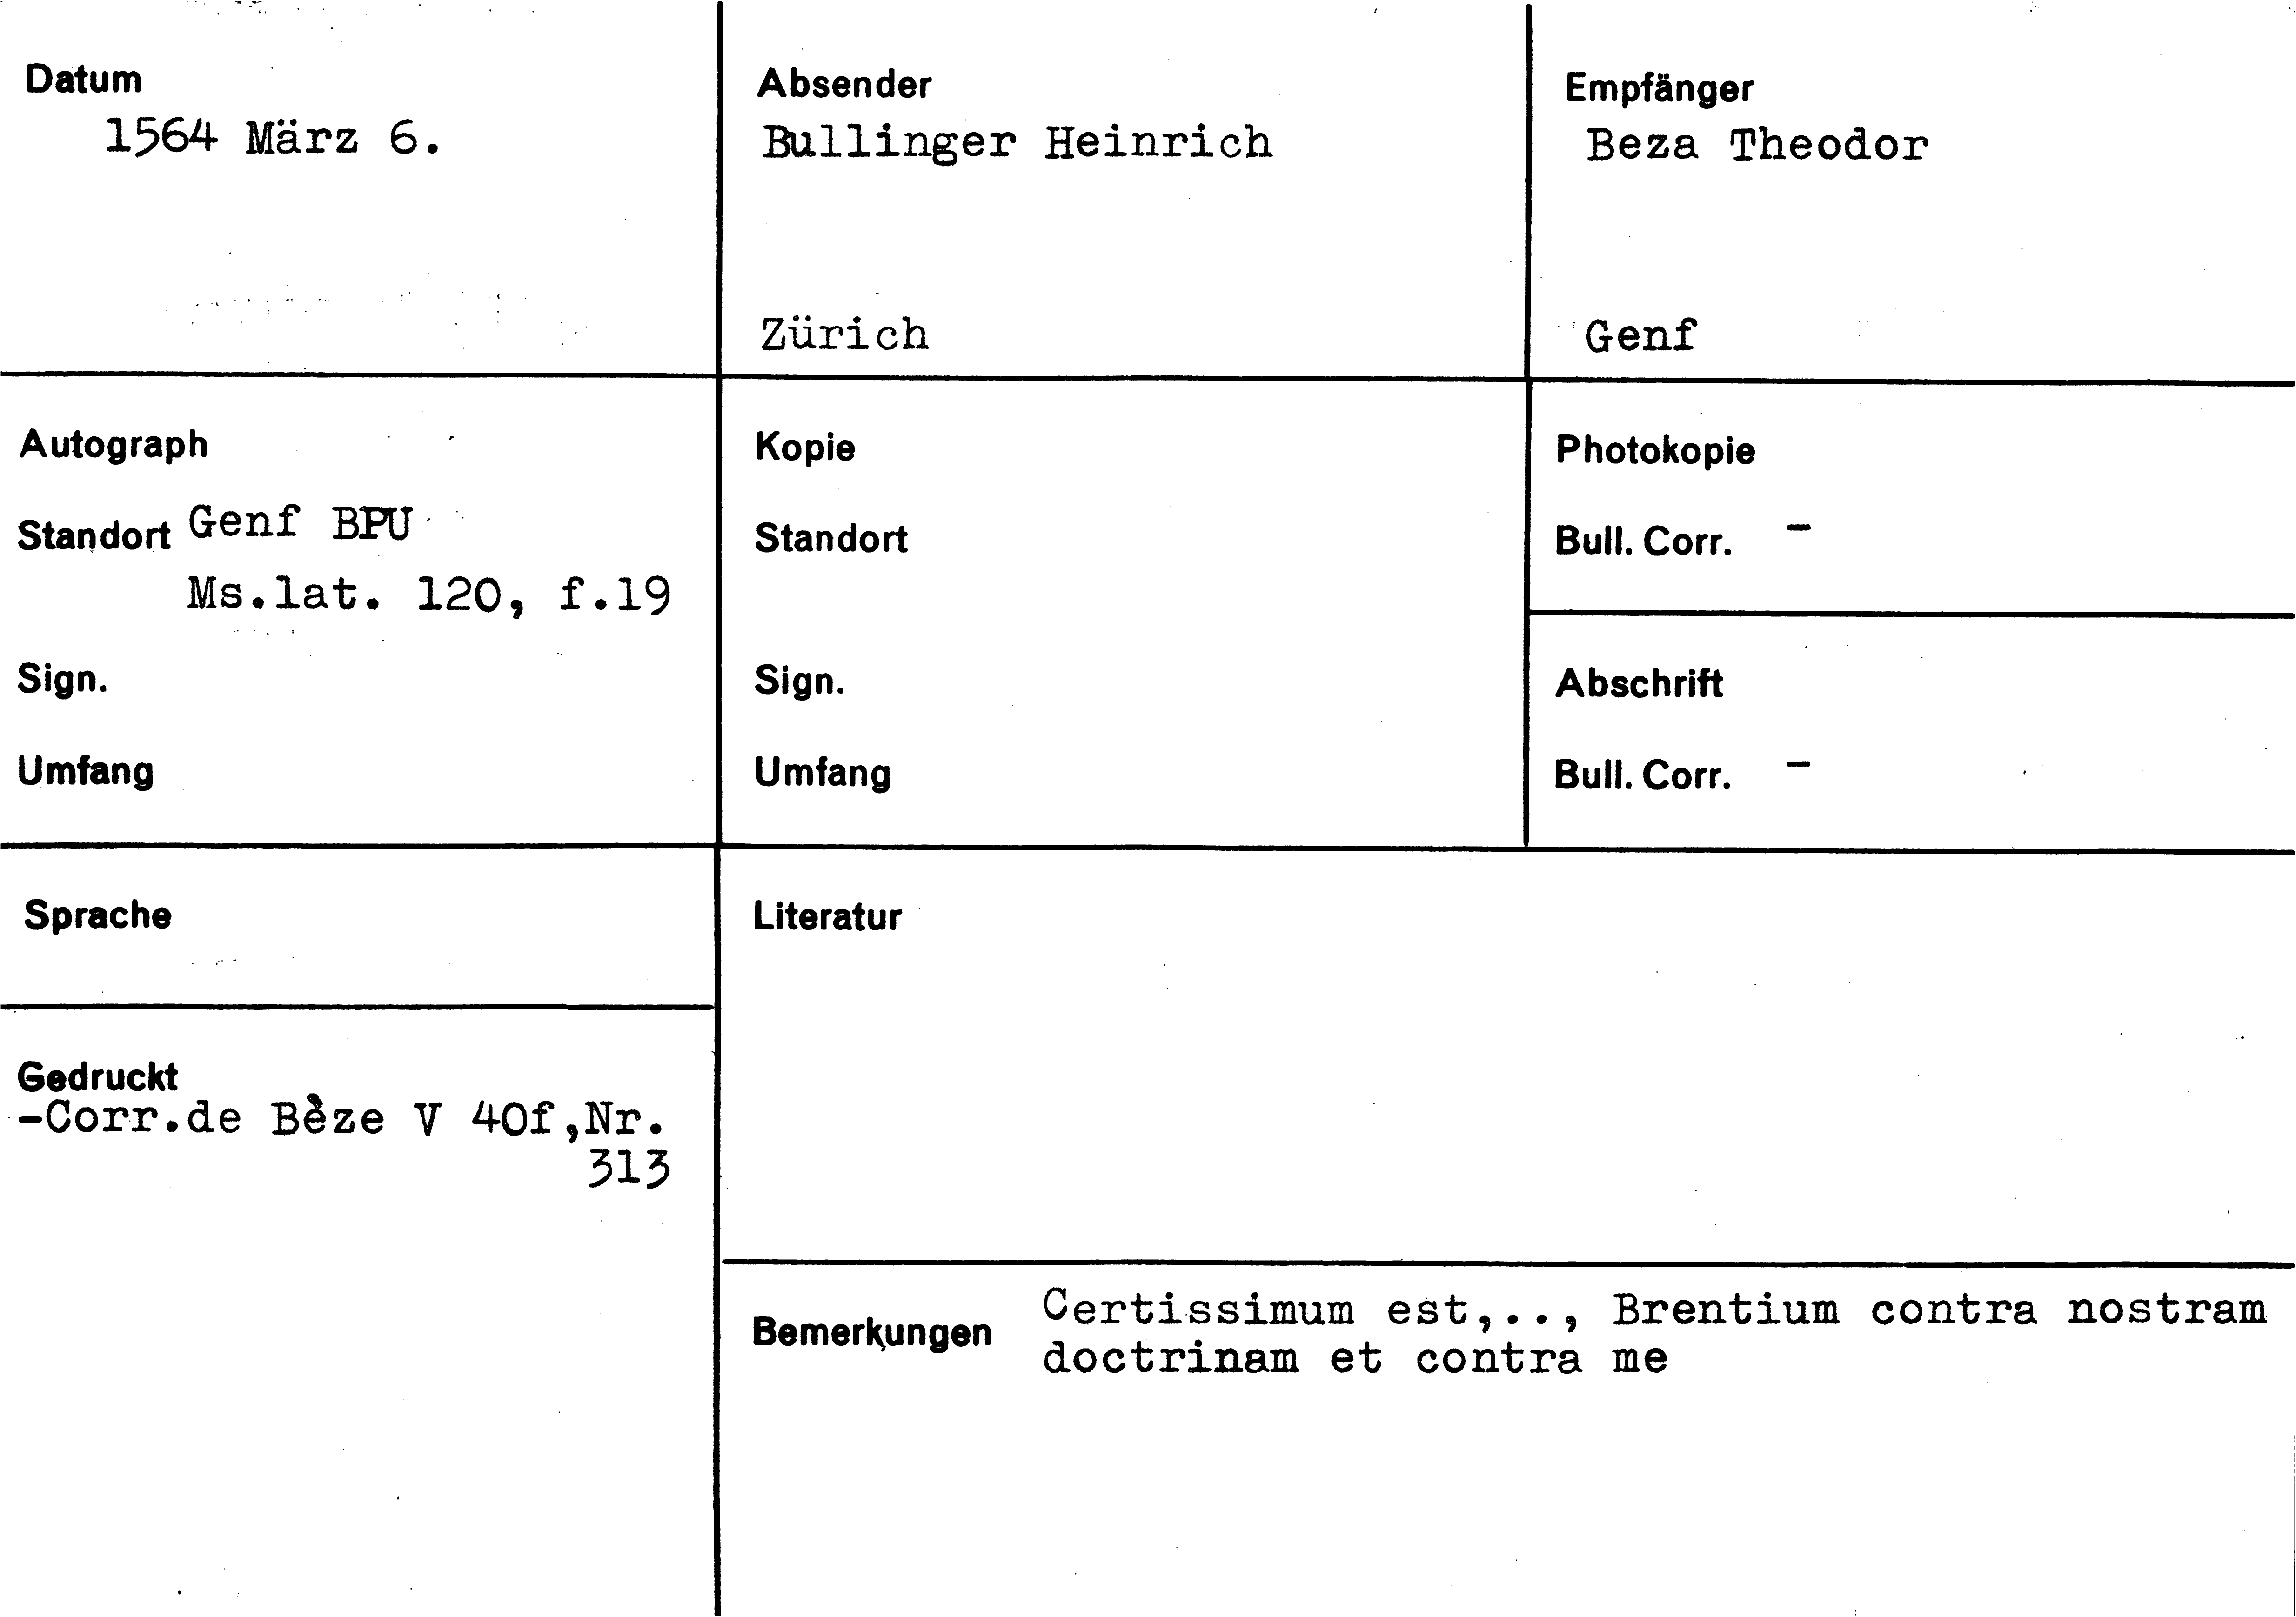 Datum
1564 März 6.
Absender
Bullinger Heinrich
Zürich
Empfänger
Beza Theodor
Genf
Autograph
Standort Genf BPU
Ms.lat. 120, f.19
Sign.
Umfang
Kopie
Standort
Sign.
Umfang
Photokopie
Bull. Corr. -
Abschrift
Bull. Corr. -
Sprache
Gedruckt
-Corr.de Bèze V 40f,Nr.
313
Literatur
Bemerkungen Certissimum est,.., Brentium contra nostram
doctrinam et contra me